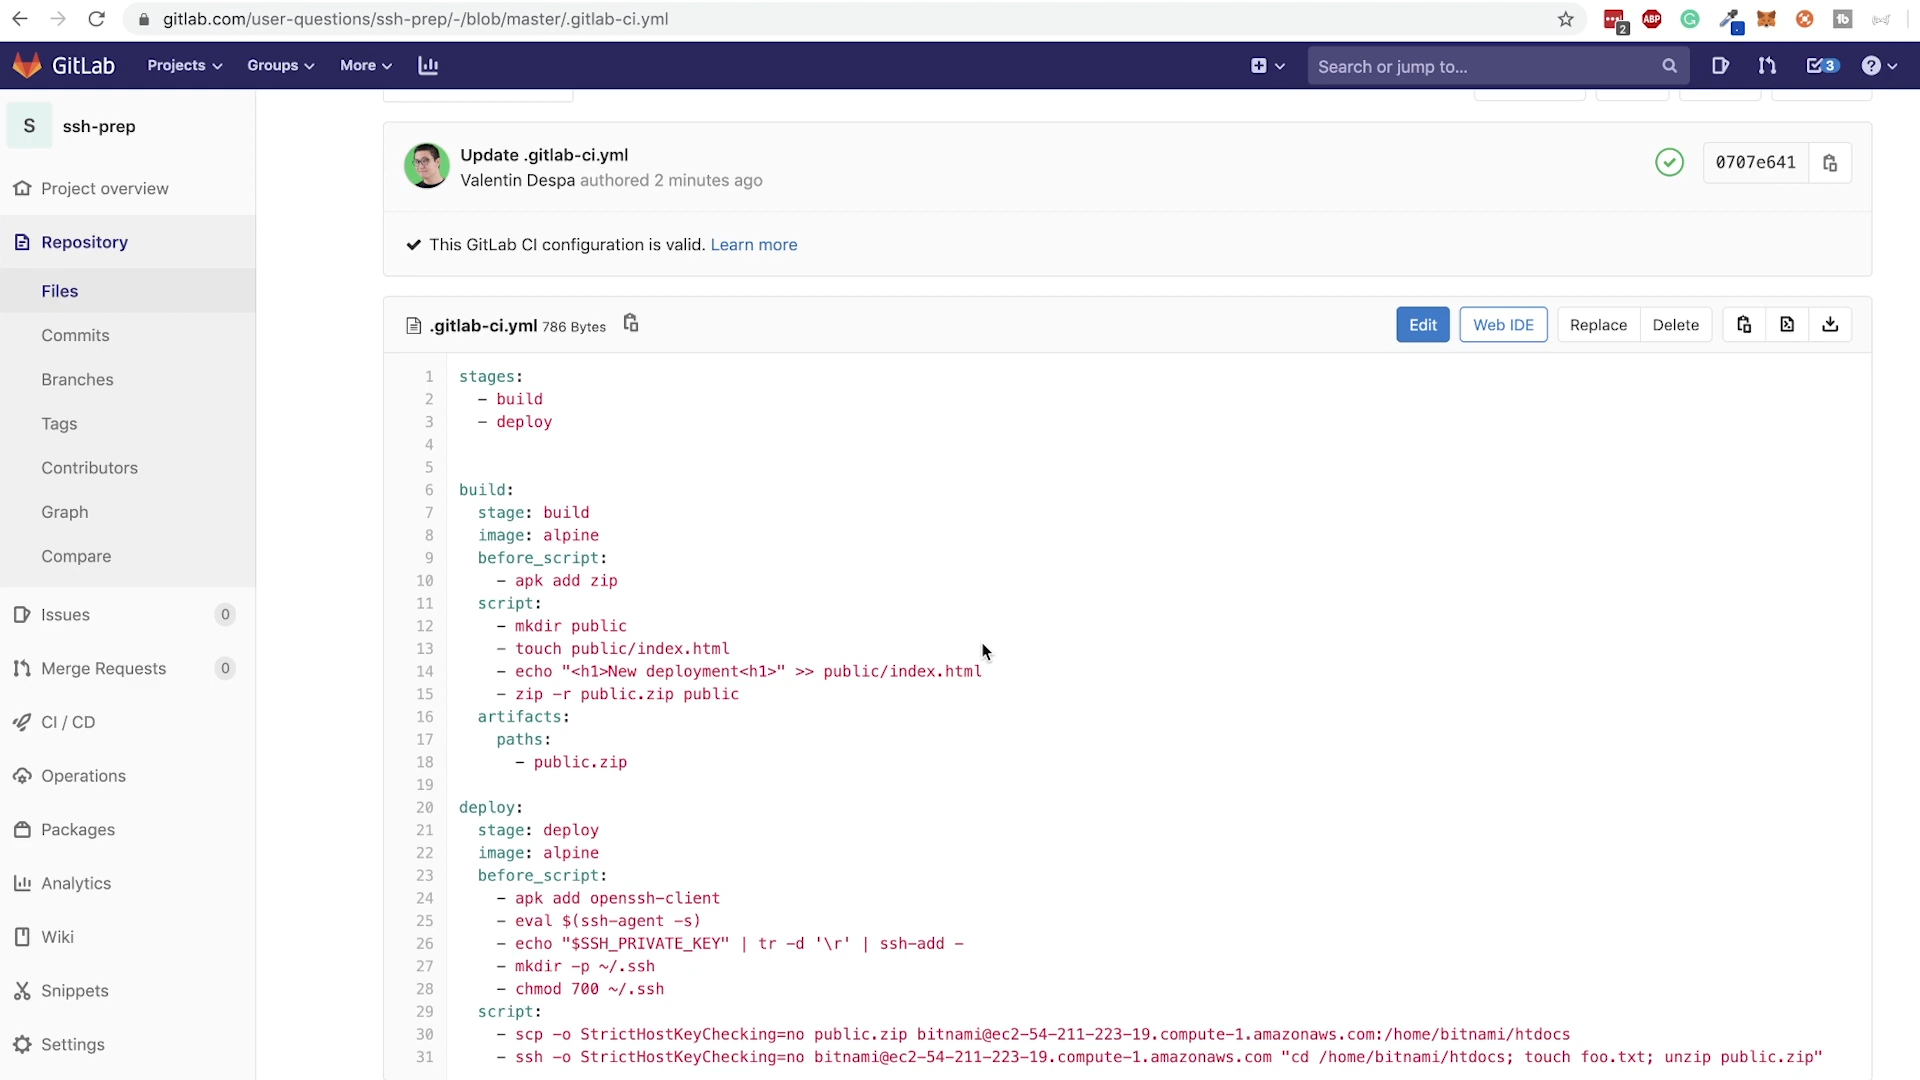 gitlab.com/user-questions/ssh-prep/-/blob/master/.gitlab-ci.yml
2
ABP
tb
GitLab
Projects
Groups
More
Search or jump to...
3
S
ssh-prep
Project overview
Repository
Files
Commits
Branches
Tags
Contributors
Graph
Compare
Issues 0
Merge Requests 0
CI / CD
Operations
Packages
Analytics
Wiki
Snippets
Settings
Update .gitlab-ci.yml
Valentin Despa authored 2 minutes ago
0707e641
This GitLab CI configuration is valid. Learn more
.gitlab-ci.yml 786 Bytes
Edit
Web IDE
Replace
Delete
1 stages:
2   - build
3   - deploy
4
5
6 build:
7   stage: build
8   image: alpine
9   before_script:
10     - apk add zip
11   script:
12     - mkdir public
13     - touch public/index.html
14     - echo "<h1>New deployment<h1>" >> public/index.html
15     - zip -r public.zip public
16   artifacts:
17     paths:
18       - public.zip
19
20 deploy:
21   stage: deploy
22   image: alpine
23   before_script:
24     - apk add openssh-client
25     - eval $(ssh-agent -s)
26     - echo "$SSH_PRIVATE_KEY" | tr -d '\r' | ssh-add -
27     - mkdir -p ~/.ssh
28     - chmod 700 ~/.ssh
29   script:
30     - scp -o StrictHostKeyChecking=no public.zip bitnami@ec2-54-211-223-19.compute-1.amazonaws.com:/home/bitnami/htdocs
31     - ssh -o StrictHostKeyChecking=no bitnami@ec2-54-211-223-19.compute-1.amazonaws.com "cd /home/bitnami/htdocs; touch foo.txt; unzip public.zip"